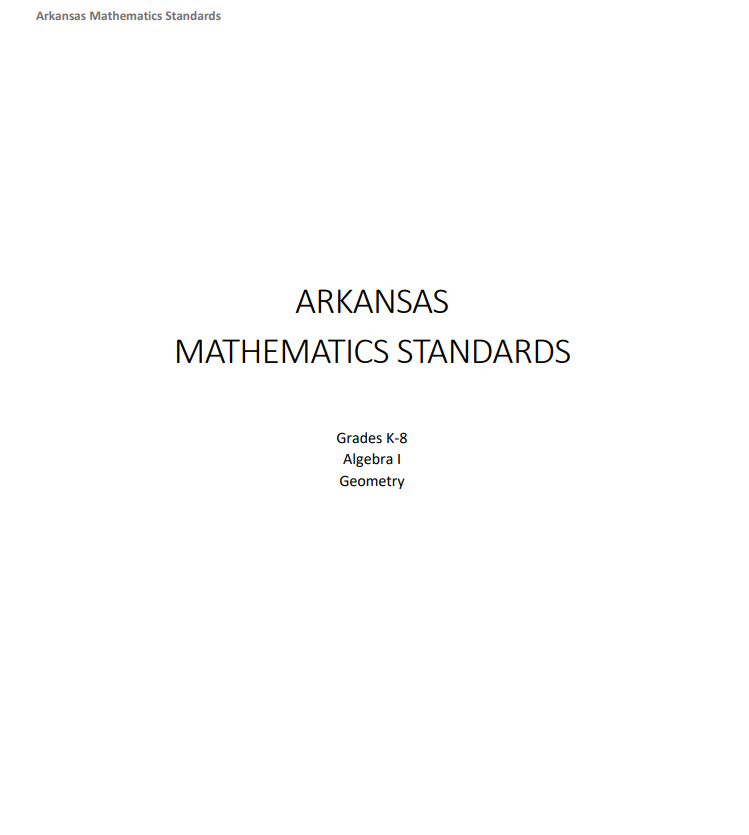 Arkansas Mathematics Standards
ARKANSAS
MATHEMATICS STANDARDS
Grades K-8
Algebra I
Geometry